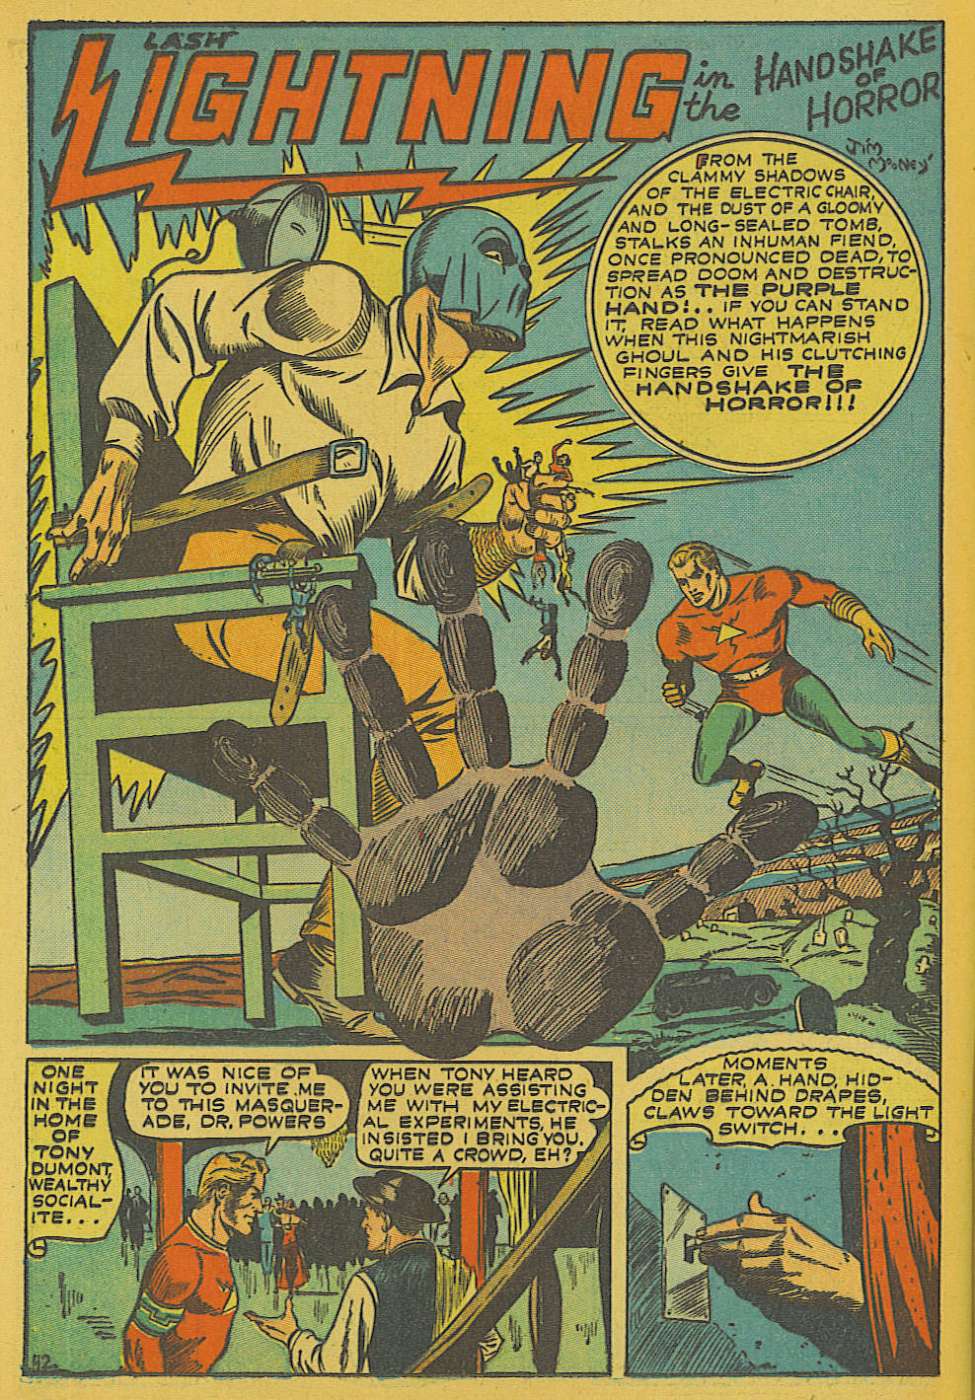 LASH
LIGHTNING
in
the
HANDSHAKE
OF
HORROR
JIM
MOONEY
FROM THE
CLAMMY SHADOWS
OF THE ELECTRIC CHAIR,
AND THE DUST OF A GLOOMY
AND LONG-SEALED TOMB,
STALKS AN INHUMAN FIEND,
ONCE PRONOUNCED DEAD, TO
SPREAD DOOM AND DESTRUC-
TION AS THE PURPLE
HAND!.. IF YOU CAN STAND
IT, READ WHAT HAPPENS
WHEN THIS NIGHTMARISH
GHOUL AND HIS CLUTCHING
FINGERS GIVE THE
HANDSHAKE OF
HORROR!!!
ONE
NIGHT
IN THE
HOME
OF
TONY
DUMONT,
WEALTHY
SOCIAL-
ITE...
IT WAS NICE OF
YOU TO INVITE ME
TO THIS MASQUER-
ADE, DR. POWERS
WHEN TONY HEARD
YOU WERE ASSISTING
ME WITH MY ELECTRIC-
AL EXPERIMENTS, HE
INSISTED I BRING YOU.
QUITE A CROWD, EH?
MOMENTS
LATER, A HAND, HID-
DEN BEHIND DRAPES,
CLAWS TOWARD THE LIGHT
SWITCH....